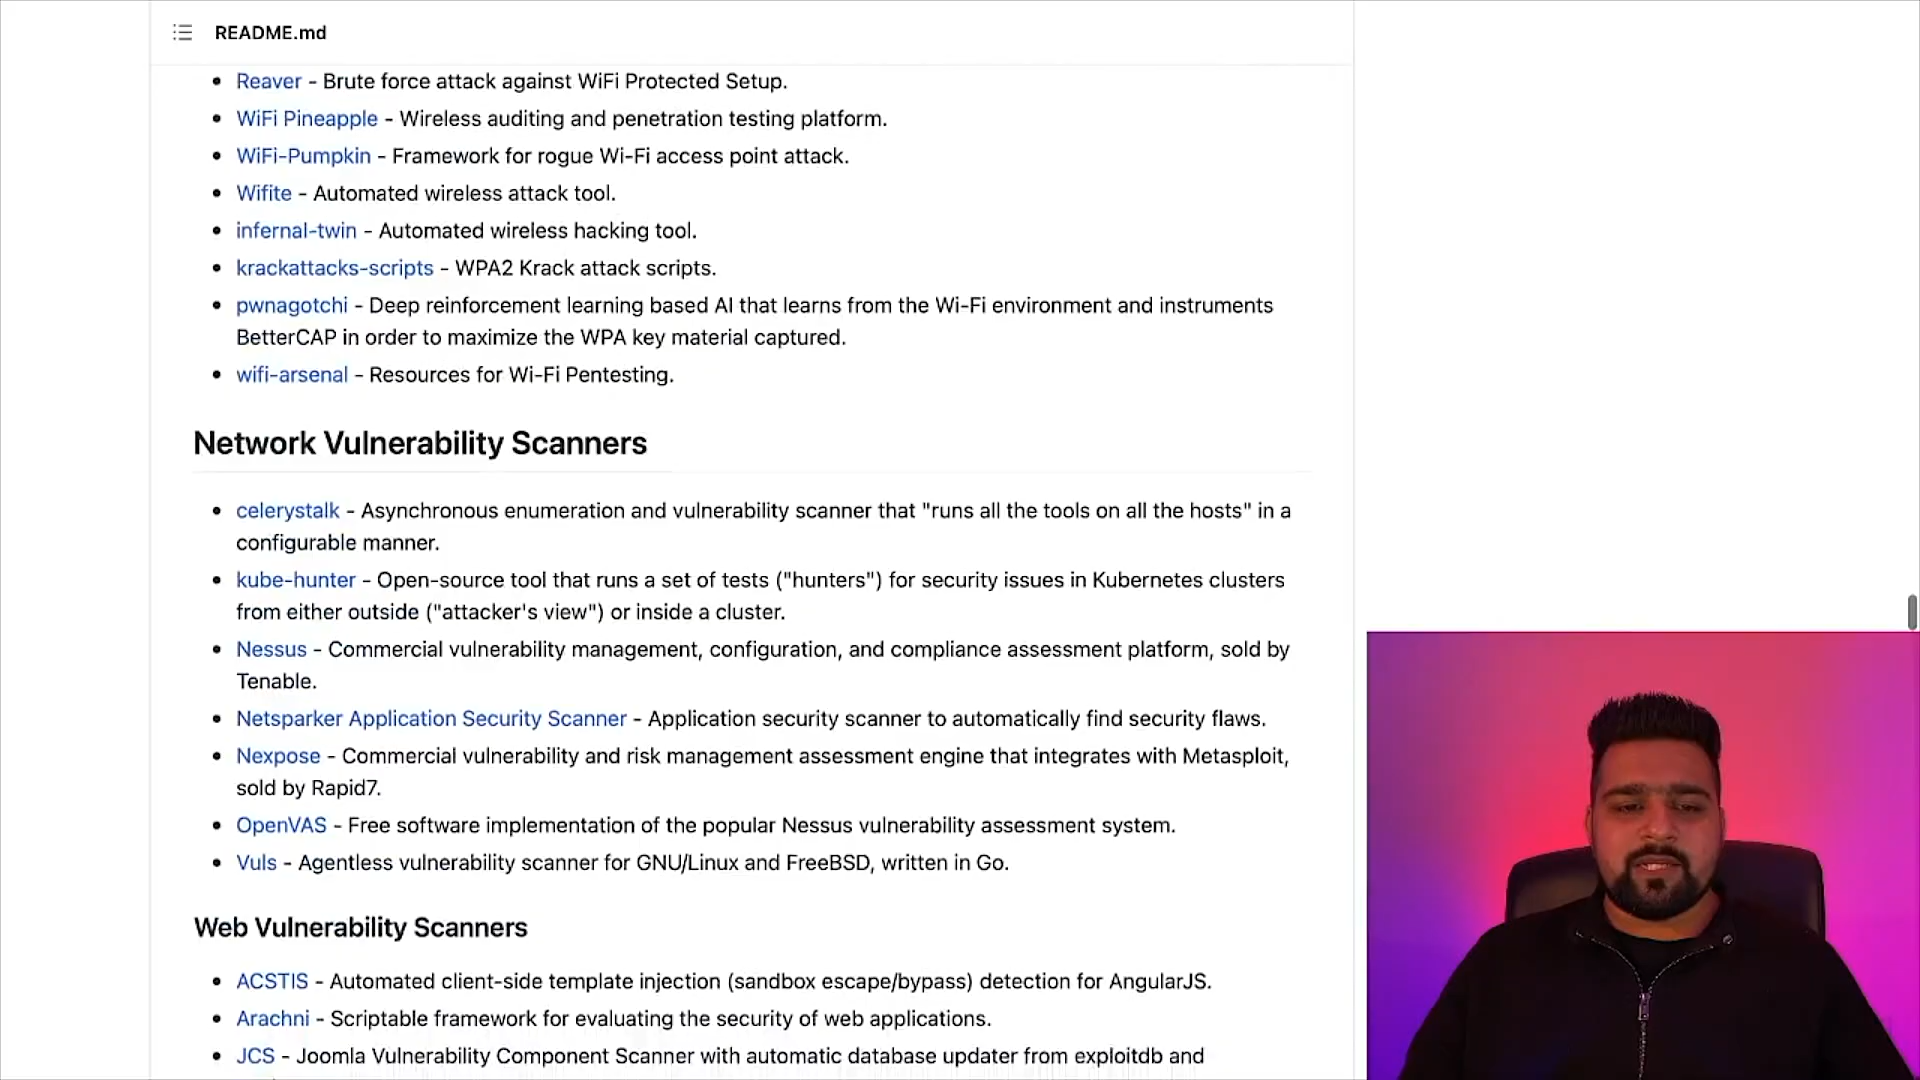 README.md
Reaver - Brute force attack against WiFi Protected Setup.
WiFi Pineapple - Wireless auditing and penetration testing platform.
WiFi-Pumpkin - Framework for rogue Wi-Fi access point attack.
Wifite - Automated wireless attack tool.
infernal-twin - Automated wireless hacking tool.
krackattacks-scripts - WPA2 Krack attack scripts.
pwnagotchi - Deep reinforcement learning based AI that learns from the Wi-Fi environment and instruments
BetterCAP in order to maximize the WPA key material captured.
wifi-arsenal - Resources for Wi-Fi Pentesting.
Network Vulnerability Scanners
celerystalk - Asynchronous enumeration and vulnerability scanner that "runs all the tools on all the hosts" in a
configurable manner.
kube-hunter - Open-source tool that runs a set of tests ("hunters") for security issues in Kubernetes clusters
from either outside ("attacker's view") or inside a cluster.
Nessus - Commercial vulnerability management, configuration, and compliance assessment platform, sold by
Tenable.
Netsparker Application Security Scanner - Application security scanner to automatically find security flaws.
Nexpose - Commercial vulnerability and risk management assessment engine that integrates with Metasploit,
sold by Rapid7.
OpenVAS - Free software implementation of the popular Nessus vulnerability assessment system.
Vuls - Agentless vulnerability scanner for GNU/Linux and FreeBSD, written in Go.
Web Vulnerability Scanners
ACSTIS - Automated client-side template injection (sandbox escape/bypass) detection for AngularJS.
Arachni - Scriptable framework for evaluating the security of web applications.
JCS - Joomla Vulnerability Component Scanner with automatic database updater from exploitdb and